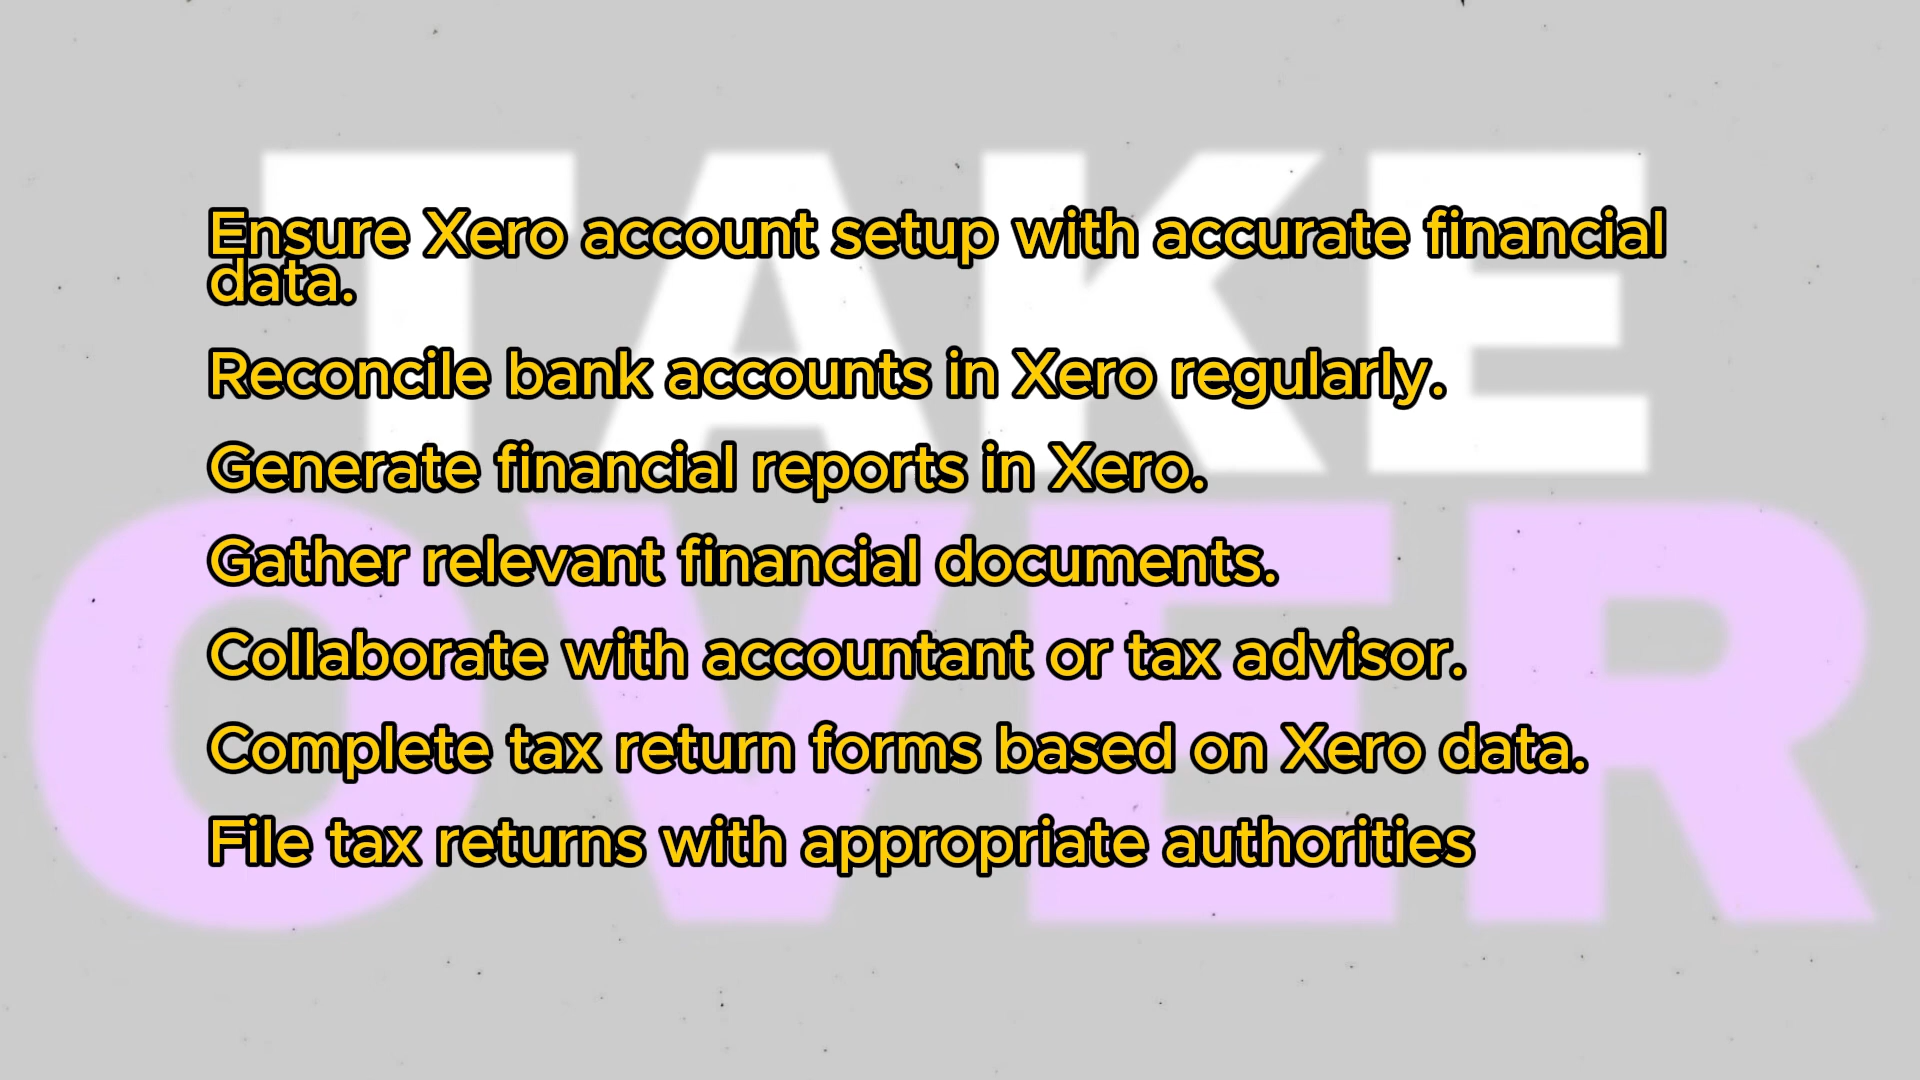 TAKE
OVER
Ensure Xero account setup with accurate financial
data.
Reconcile bank accounts in Xero regularly.
Generate financial reports in Xero.
Gather relevant financial documents.
Collaborate with accountant or tax advisor.
Complete tax return forms based on Xero data.
File tax returns with appropriate authorities